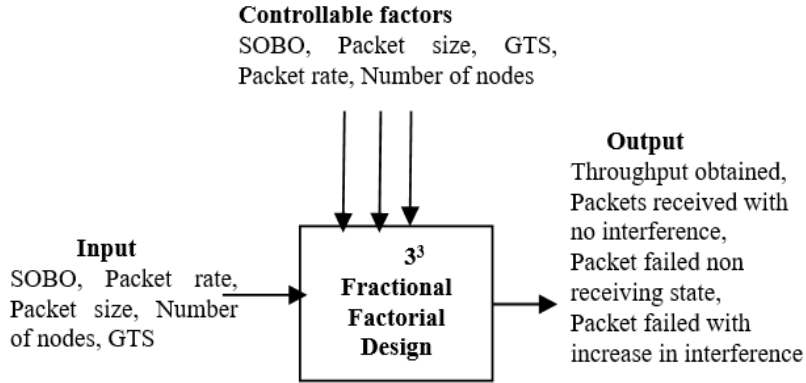 Controllable factors
SOBO, Packet size, GTS,
Packet rate, Number of nodes
Input
SOBO, Packet rate,
Packet size, Number
of nodes, GTS
3³
Fractional
Factorial
Design
Output
Throughput obtained,
Packets received with
no interference,
Packet failed non
receiving state,
Packet failed with
increase in interference